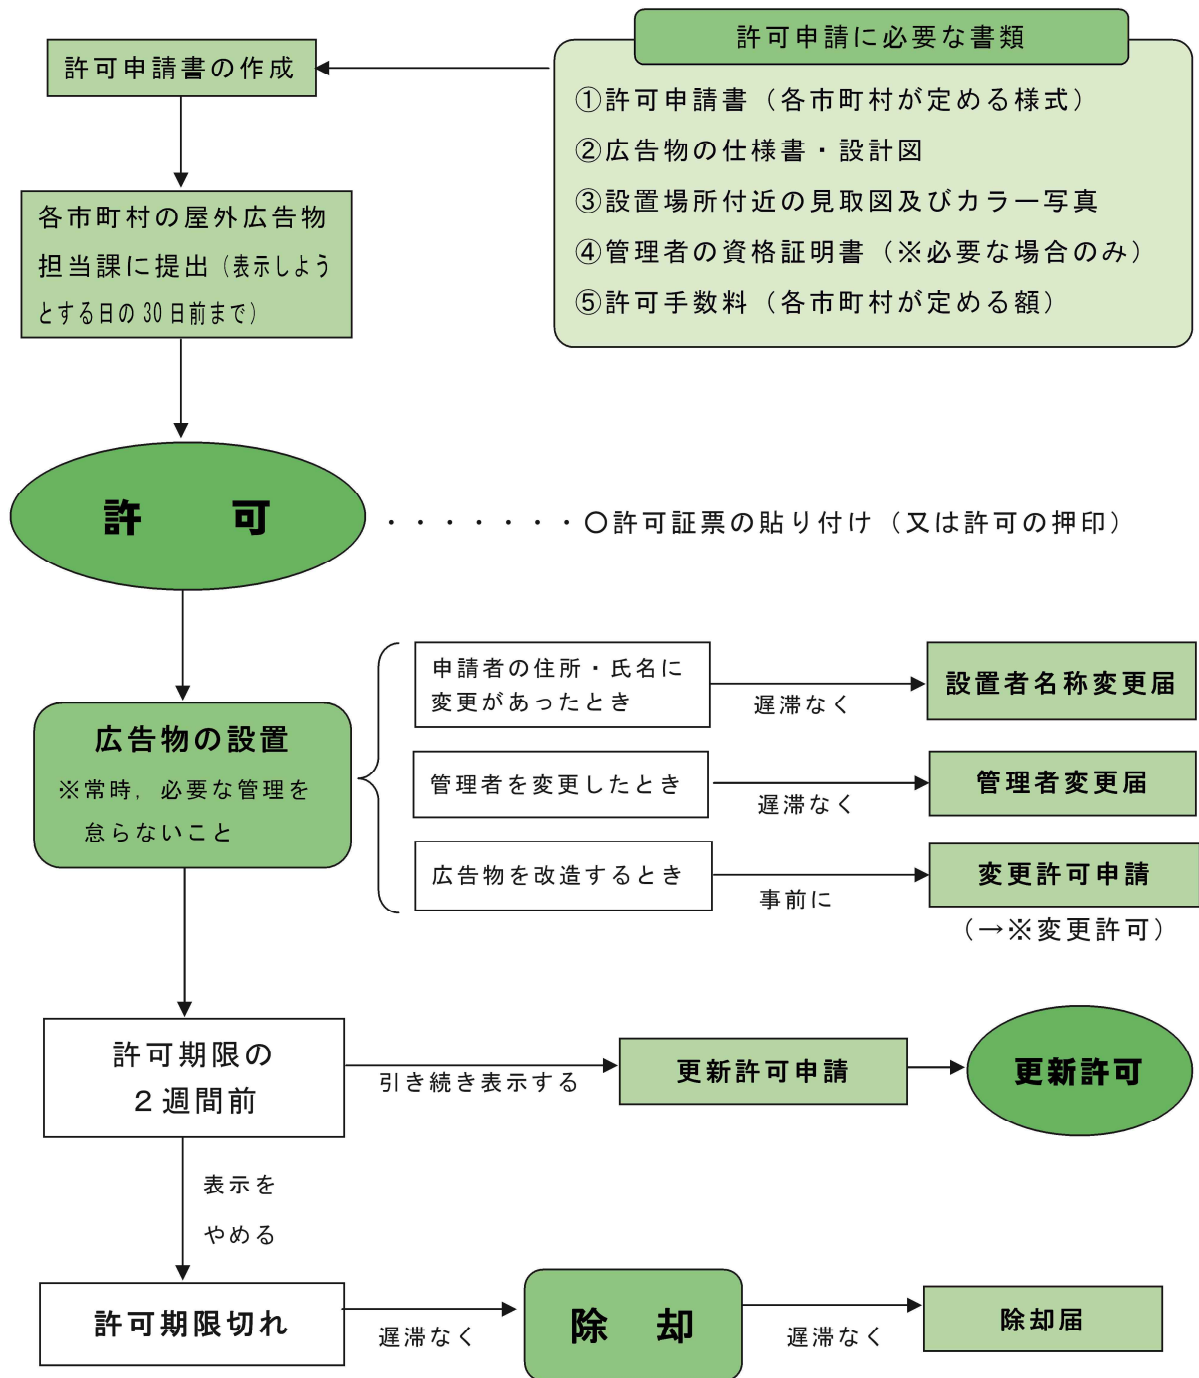 許可申請に必要な書類
許可申請書の作成
①許可申請書（各市町村が定める様式）
②広告物の仕様書・設計図
③設置場所付近の見取図及びカラー写真
④管理者の資格証明書（※必要な場合のみ）
⑤許可手数料（各市町村が定める額）
各市町村の屋外広告物
担当課に提出（表示しよう
とする日の30日前まで）
許　可
・・・・・・・〇許可証票の貼り付け（又は許可の押印）
広告物の設置
※常時，必要な管理を
怠らないこと
申請者の住所・氏名に
変更があったとき
遅滞なく
設置者名称変更届
管理者を変更したとき
遅滞なく
管理者変更届
広告物を改造するとき
事前に
変更許可申請
（→※変更許可）
許可期限の
２週間前
引き続き表示する
更新許可申請
更新許可
表示を
やめる
許可期限切れ
遅滞なく
除　却
遅滞なく
除却届